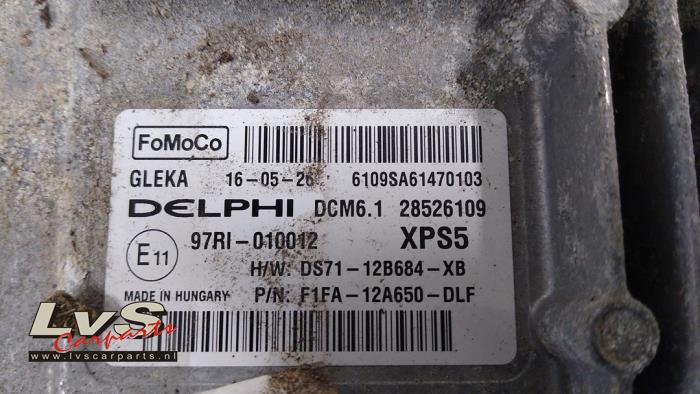 FoMoCo
GLEKA 16-05-26 6109SA61470103
DELPHI DCM6.1 28526109
E11 97RI-010012 XPS5
H/W: DS71-12B684-XB
MADE IN HUNGARY P/N: F1FA-12A650-DLF
LvS
Carparts
www.lvscarparts.nl